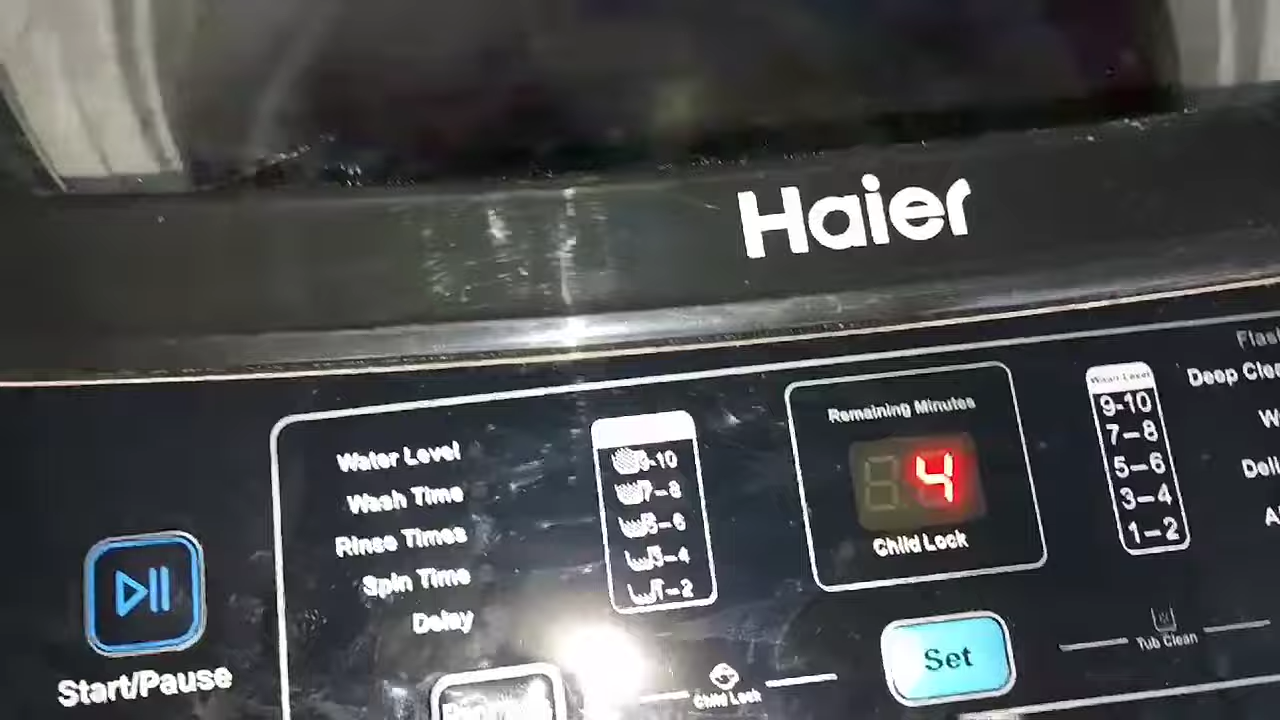 Haier
Water Level
Wash Time
Rinse Times
Spin Time
Delay
9-10
7-8
5-6
3-4
1-2
Remaining Minutes
4
Child Lock
Wash Level
9-10
7-8
5-6
3-4
1-2
Deep
Start/Pause
Child Lock
Set
Tub Clean